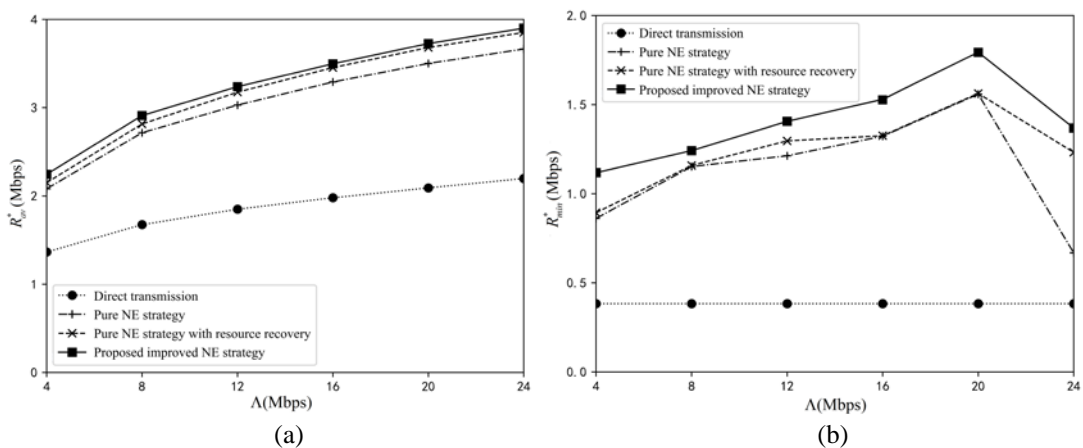 4
3
2
1
0
R*av (Mbps)
Direct transmission
Pure NE strategy
Pure NE strategy with resource recovery
Proposed improved NE strategy
4 8 12 16 20 24
Λ(Mbps)
(a)
2.0
1.5
1.0
0.5
0.0
R*min (Mbps)
Direct transmission
Pure NE strategy
Pure NE strategy with resource recovery
Proposed improved NE strategy
4 8 12 16 20 24
Λ(Mbps)
(b)